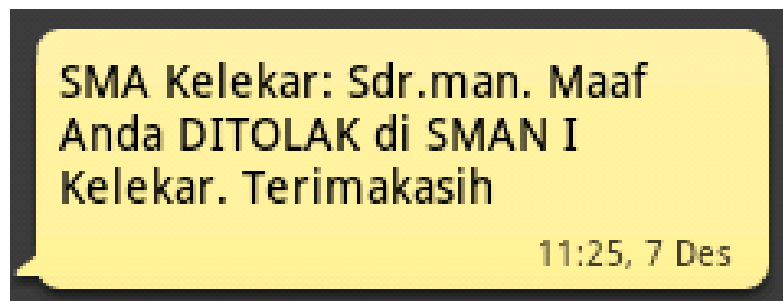 SMA Kelekar: Sdr.man. Maaf
Anda DITOLAK di SMAN I
Kelekar. Terimakasih
11:25, 7 Des